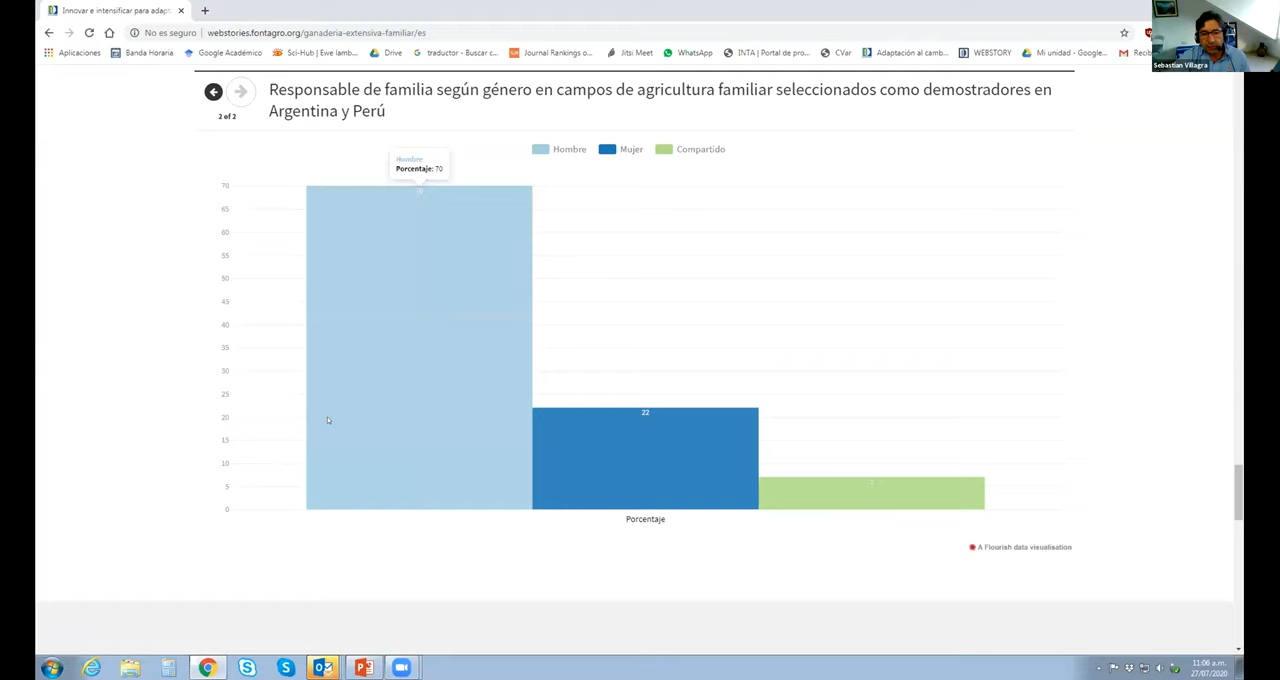 Innovar e intensificar para adap
No es seguro | webstories.fontagro.org/ganaderia-extensiva-familiar/es
Aplicaciones Banda Horaria Google Académico Sci-Hub | Ewe lamb... Drive traductor - Buscar c... Journal Rankings o... Jitsi Meet WhatsApp INTA | Portal de pro... CVar Adaptación al camb... WEBSTORY Mi unidad - Google... Recib
Sebastian Villagra
Responsable de familia según género en campos de agricultura familiar seleccionados como demostradores en
Argentina y Perú
2 of 2
Hombre Mujer Compartido
Hombre
Porcentaje: 70
70
70
65
60
55
50
45
40
35
30
25
22
20
15
10
7
5
0
Porcentaje
A Flourish data visualisation
11:06 a.m.
27/07/2020